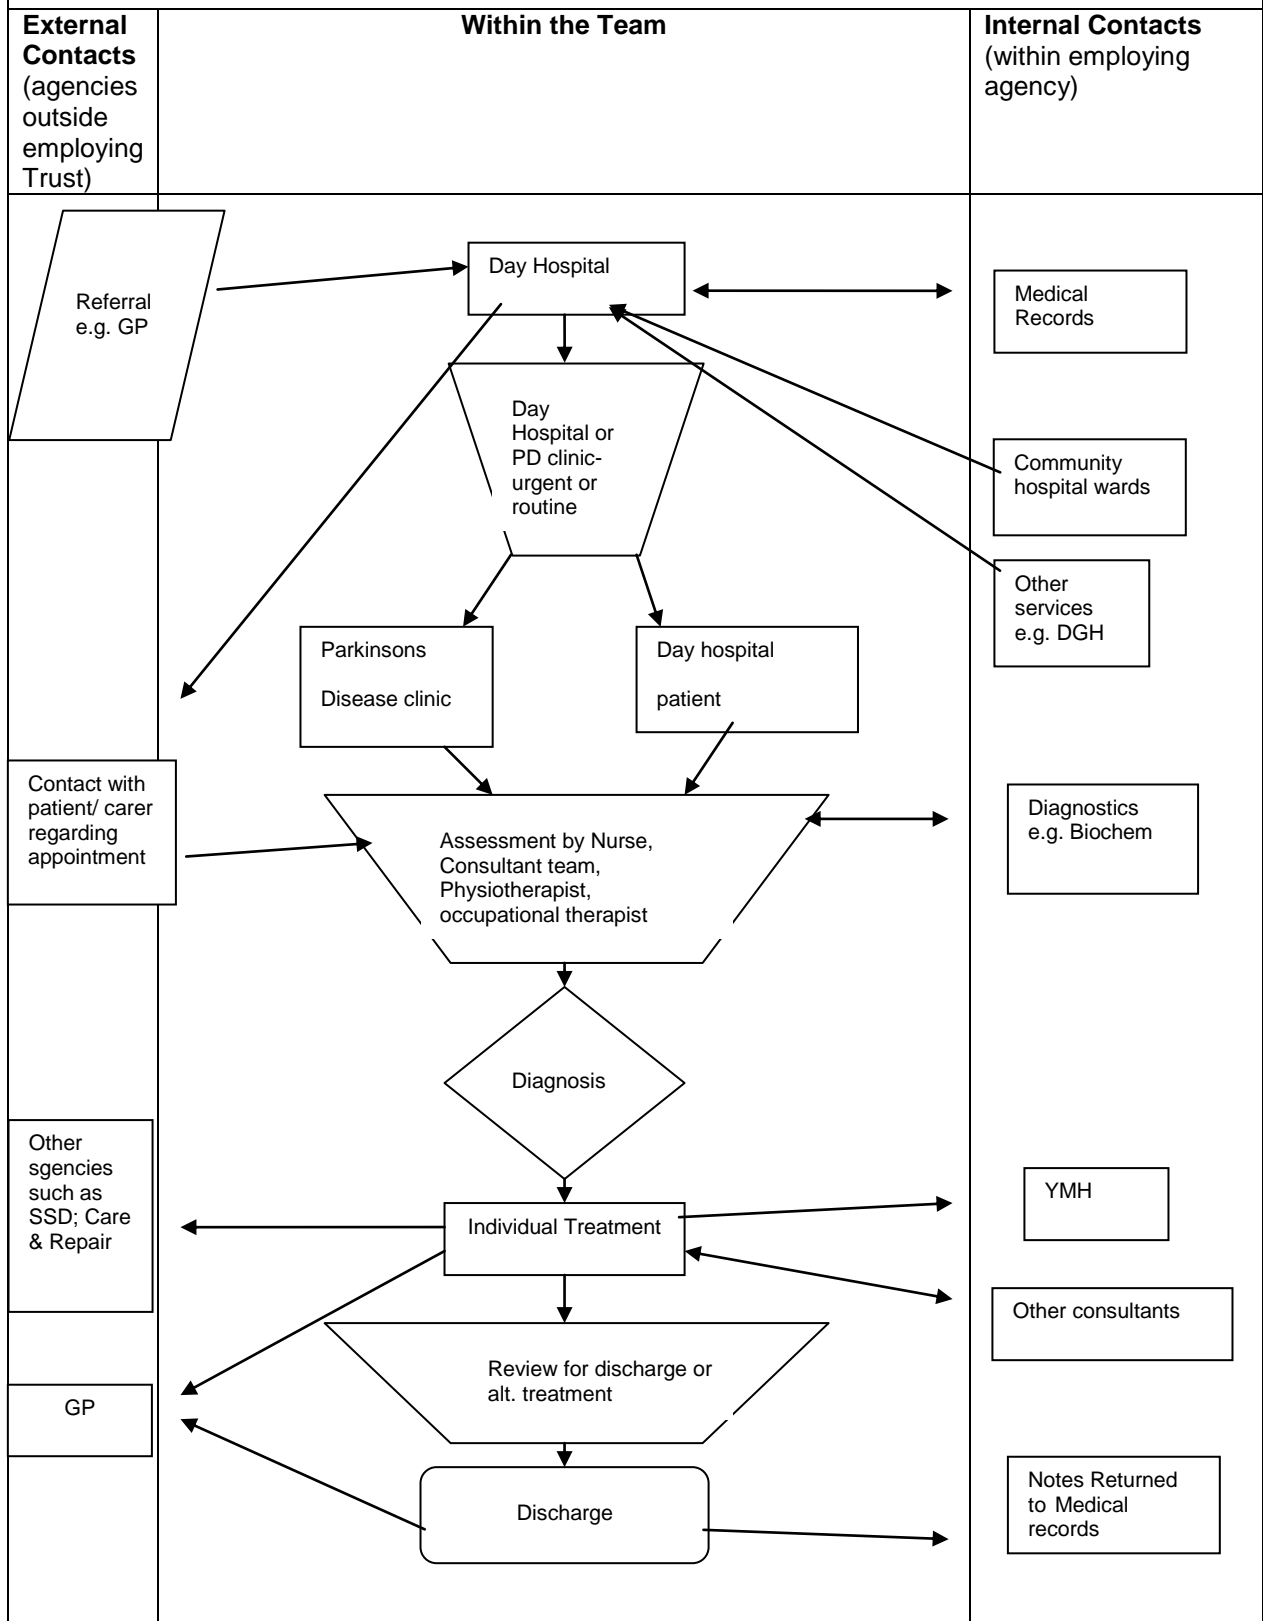 External
Contacts
(agencies
outside
employing
Trust)
Within the Team
Internal Contacts
(within employing
agency)
Referral
e.g. GP
Day Hospital
Medical
Records
Day
Hospital or
PD clinic-
urgent or
routine
Community
hospital wards
Other
services
e.g. DGH
Parkinsons
Disease clinic
Day hospital
patient
Contact with
patient/ carer
regarding
appointment
Assessment by Nurse,
Consultant team,
Physiotherapist,
occupational therapist
Diagnostics
e.g. Biochem
Diagnosis
Other
sgencies
such as
SSD; Care
& Repair
Individual Treatment
YMH
Other consultants
Review for discharge or
alt. treatment
GP
Discharge
Notes Returned
to Medical
records